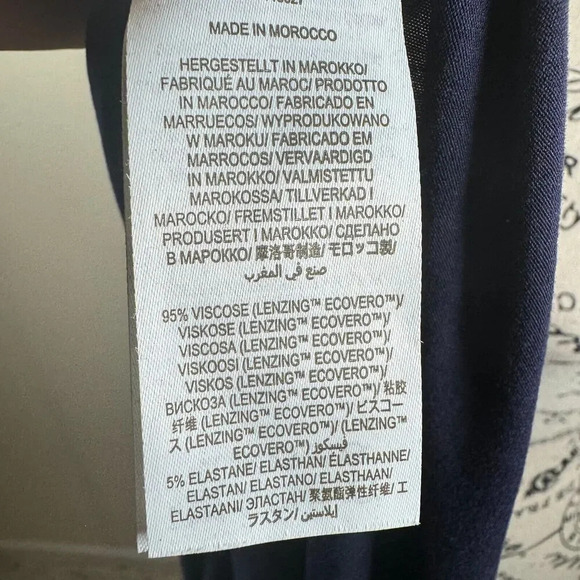 MADE IN MOROCCO
HERGESTELLT IN MAROKKO/
FABRIQUÉ AU MAROC/ PRODOTTO
IN MAROCCO/ FABRICADO EN
MARRUECOS/ WYPRODUKOWANO
W MAROKU/ FABRICADO EM
MARROCOS/ VERVAARDIGD
IN MAROKKO/ VALMISTETTU
MAROKOSSA/ TILLVERKAD I
MAROCKO/ FREMSTILLET I MAROKKO/
PRODUSERT I MAROKKO/ СДЕЛАНО
В МАРОККО/ 摩洛哥制造/ モロッコ製/
صنع في المغرب
95% VISCOSE (LENZING™ ECOVERO™)/
VISKOSE (LENZING™ ECOVERO™)/
VISCOSA (LENZING™ ECOVERO™)/
VISKOOSI (LENZING™ ECOVERO™)/
VISKOS (LENZING™ ECOVERO™)/
ВИСКОЗА (LENZING™ ECOVERO™)/ 粘胶
纤维 (LENZING™ ECOVERO™)/ ビスコー
ス (LENZING™ ECOVERO™)/ (LENZING™
ECOVERO™) فيسكوز
5% ELASTANE/ ELASTHAN/ ÉLASTHANNE/
ELASTAN/ ELASTANO/ ELASTHAAN/
ELASTAANI/ ЭЛАСТАН/ 聚氨酯弹性纤维/ エ
ラスタン/ إيلاستين